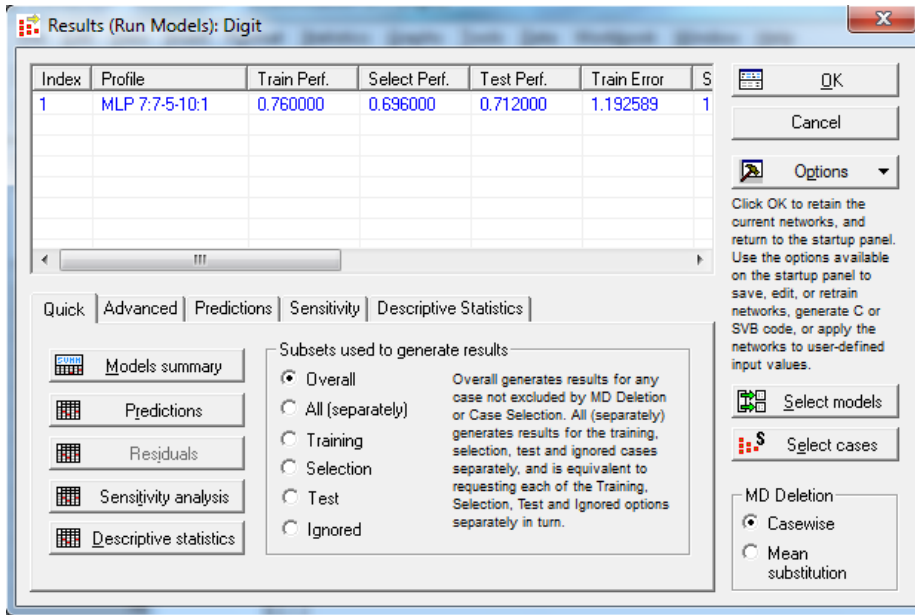 Results (Run Models): Digit
Index Profile Train Perf. Select Perf. Test Perf. Train Error S
1 MLP 7:7-5-10:1 0.760000 0.696000 0.712000 1.192589 1
OK
Cancel
Options
Click OK to retain the
current networks, and
return to the startup panel.
Use the options available
on the startup panel to
save, edit, or retrain
networks, generate C or
SVB code, or apply the
networks to user-defined
input values.
Select models
Select cases
MD Deletion
Casewise
Mean
substitution
Quick Advanced Predictions Sensitivity Descriptive Statistics
Models summary
Predictions
Residuals
Sensitivity analysis
Descriptive statistics
Subsets used to generate results
Overall
All (separately)
Training
Selection
Test
Ignored
Overall generates results for any
case not excluded by MD Deletion
or Case Selection. All (separately)
generates results for the training,
selection, test and ignored cases
separately, and is equivalent to
requesting each of the Training,
Selection, Test and Ignored options
separately in turn.